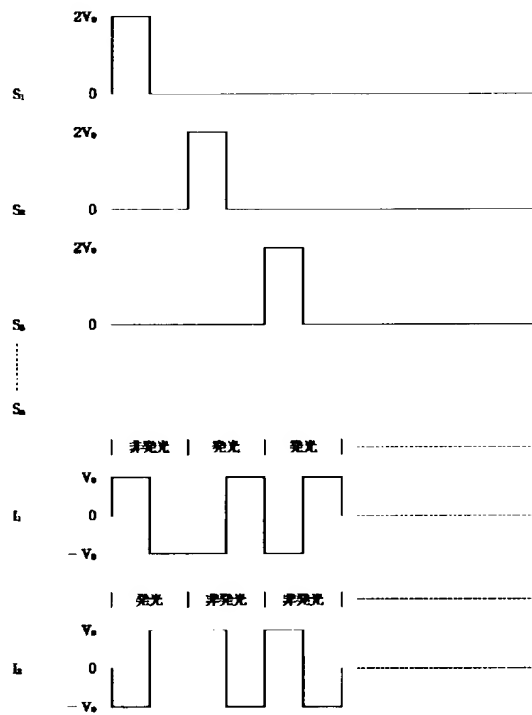 2V₀
S₁ 0
2V₀
S₂ 0
2V₀
S₃ 0
Sₙ
非発光 発光 発光
V₀
I₁ 0
－V₀
発光 非発光 非発光
V₀
I₂ 0
－V₀